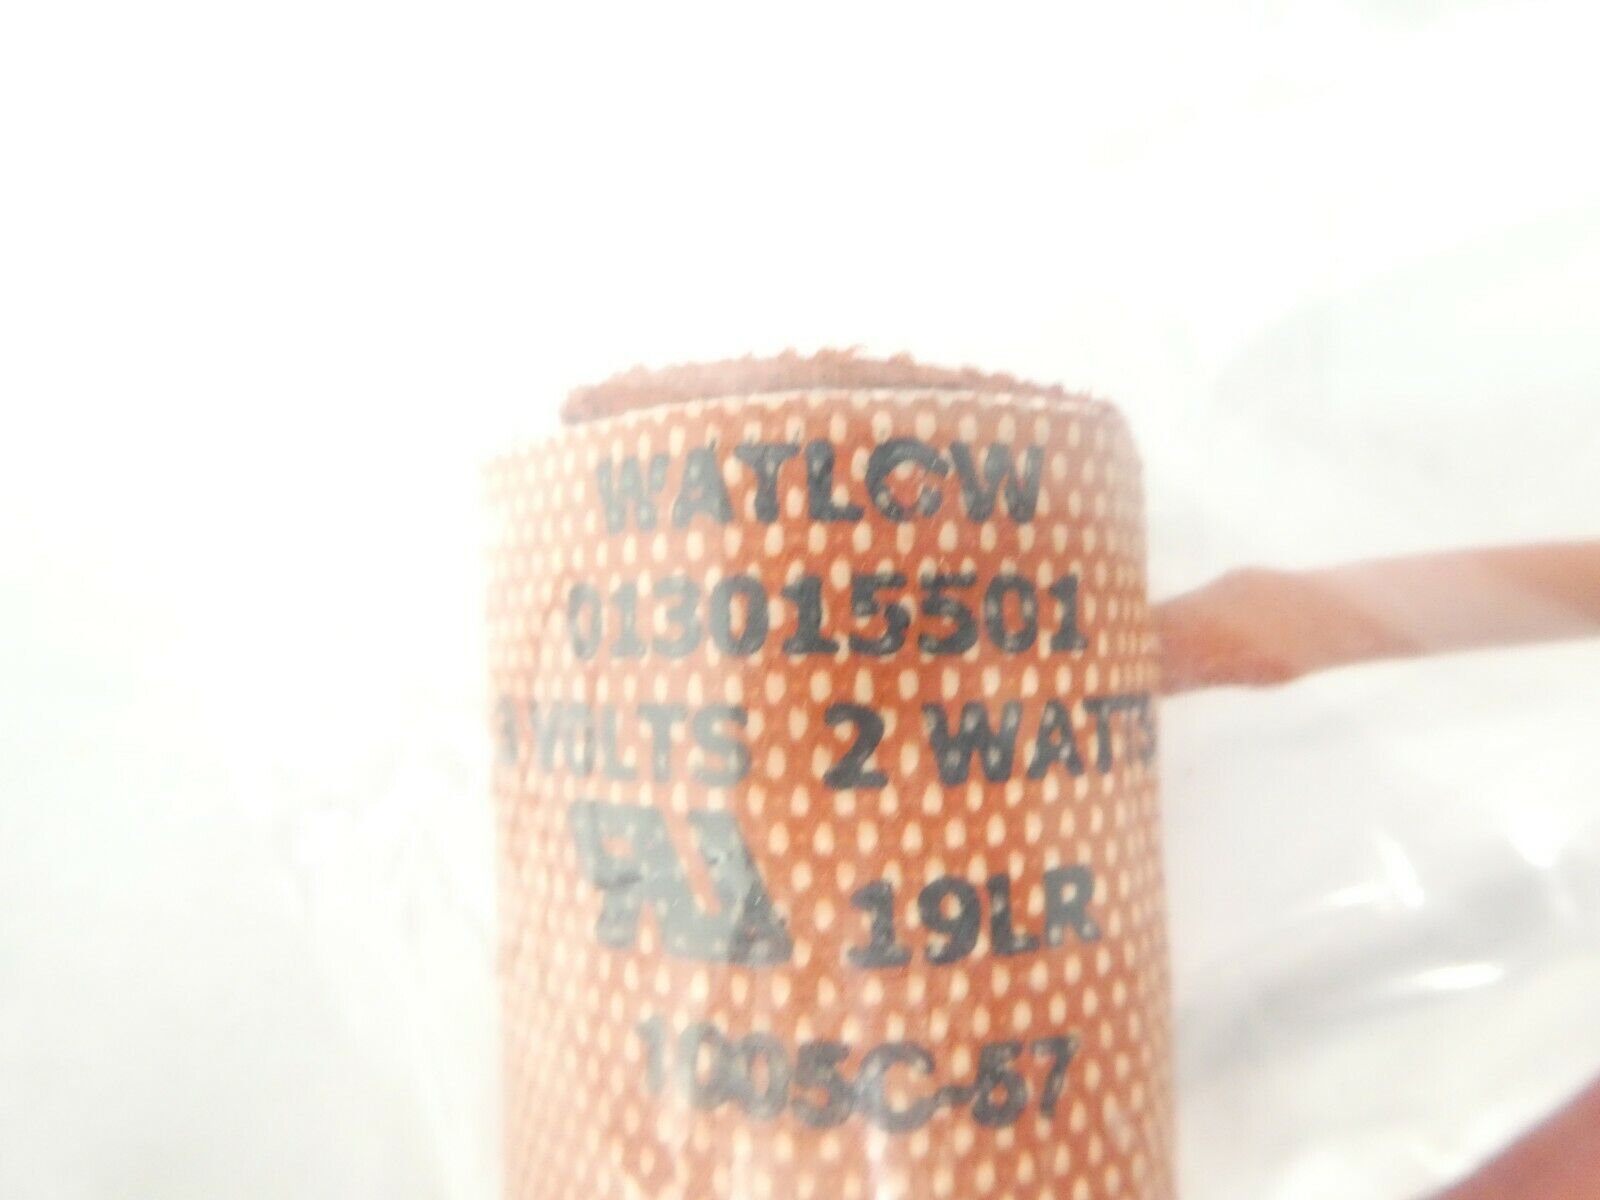 WATLOW
013015501
VOLTS 2 WATTS
19LR
1005C-57